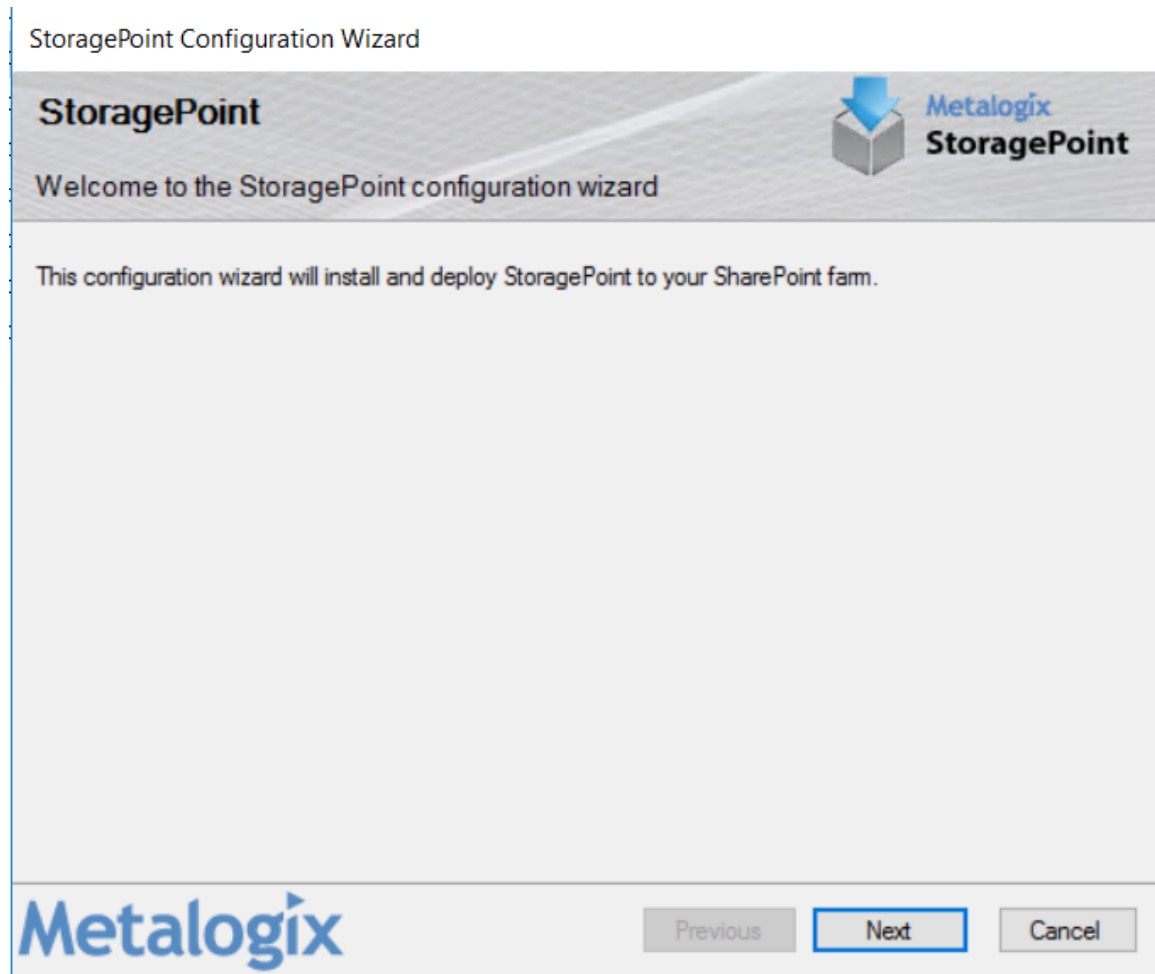 StoragePoint Configuration Wizard
StoragePoint
Metalogix
StoragePoint
Welcome to the StoragePoint configuration wizard
This configuration wizard will install and deploy StoragePoint to your SharePoint farm.
Metalogix
Previous
Next
Cancel